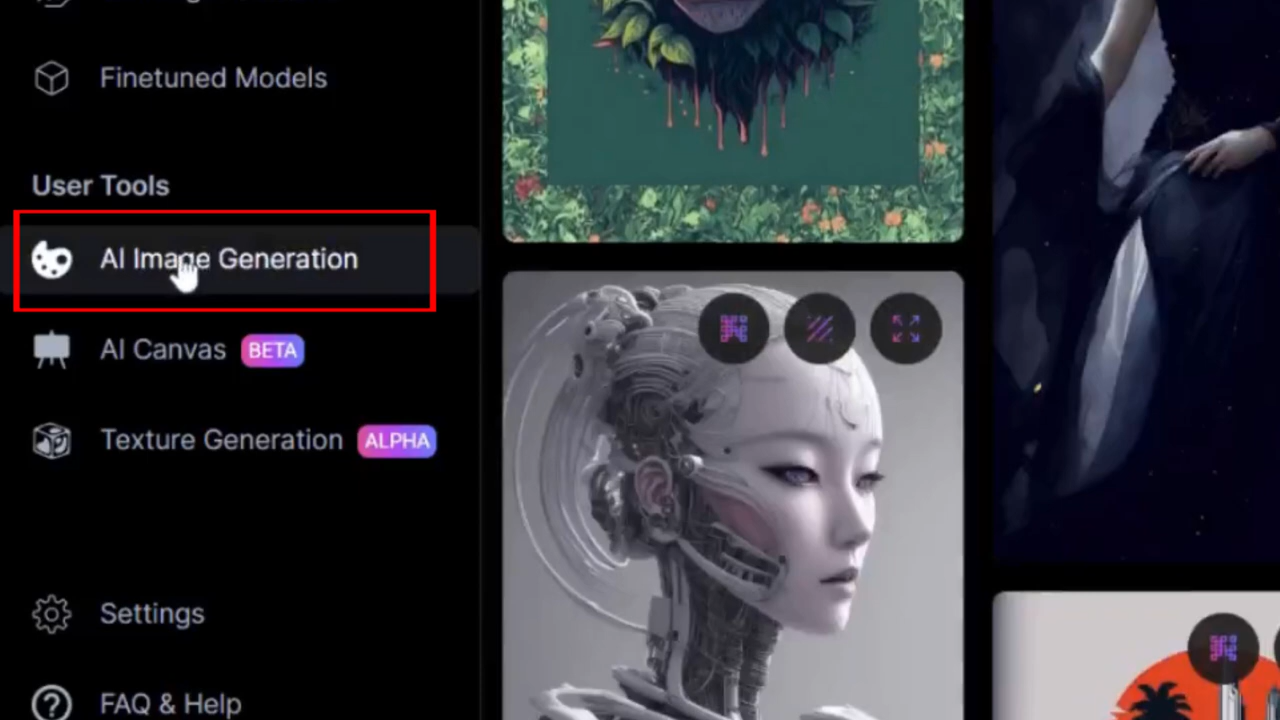 Finetuned Models
User Tools
AI Image Generation
AI Canvas BETA
Texture Generation ALPHA
Settings
FAQ & Help